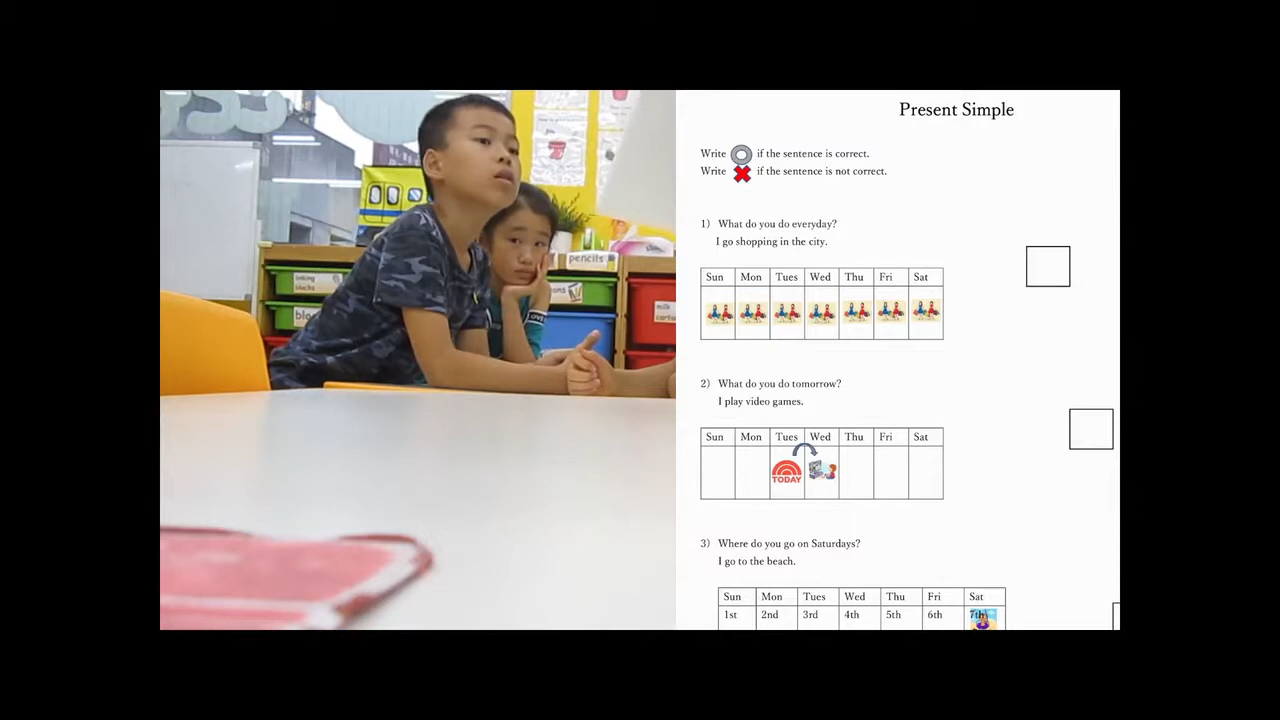 pencils
Present Simple
Write if the sentence is correct.
Write if the sentence is not correct.
1) What do you do everyday?
I go shopping in the city.
Sun Mon Tues Wed Thu Fri Sat
2) What do you do tomorrow?
I play video games.
Sun Mon Tues Wed Thu Fri Sat
TODAY
3) Where do you go on Saturdays?
I go to the beach.
Sun Mon Tues Wed Thu Fri Sat
1st 2nd 3rd 4th 5th 6th 7th